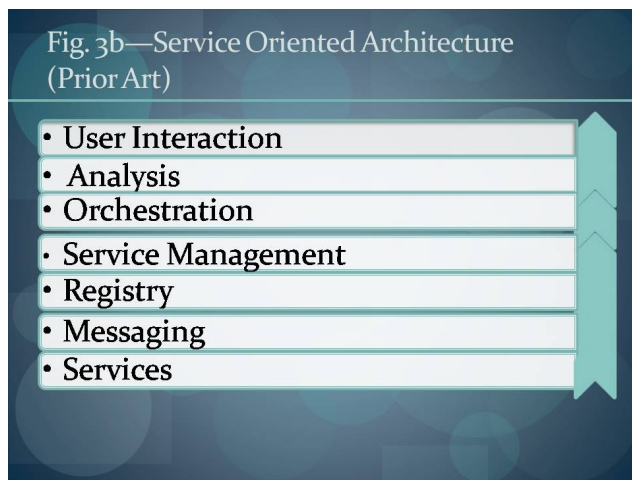 Fig. 3b—Service Oriented Architecture
(Prior Art)
• User Interaction
• Analysis
• Orchestration
• Service Management
• Registry
• Messaging
• Services